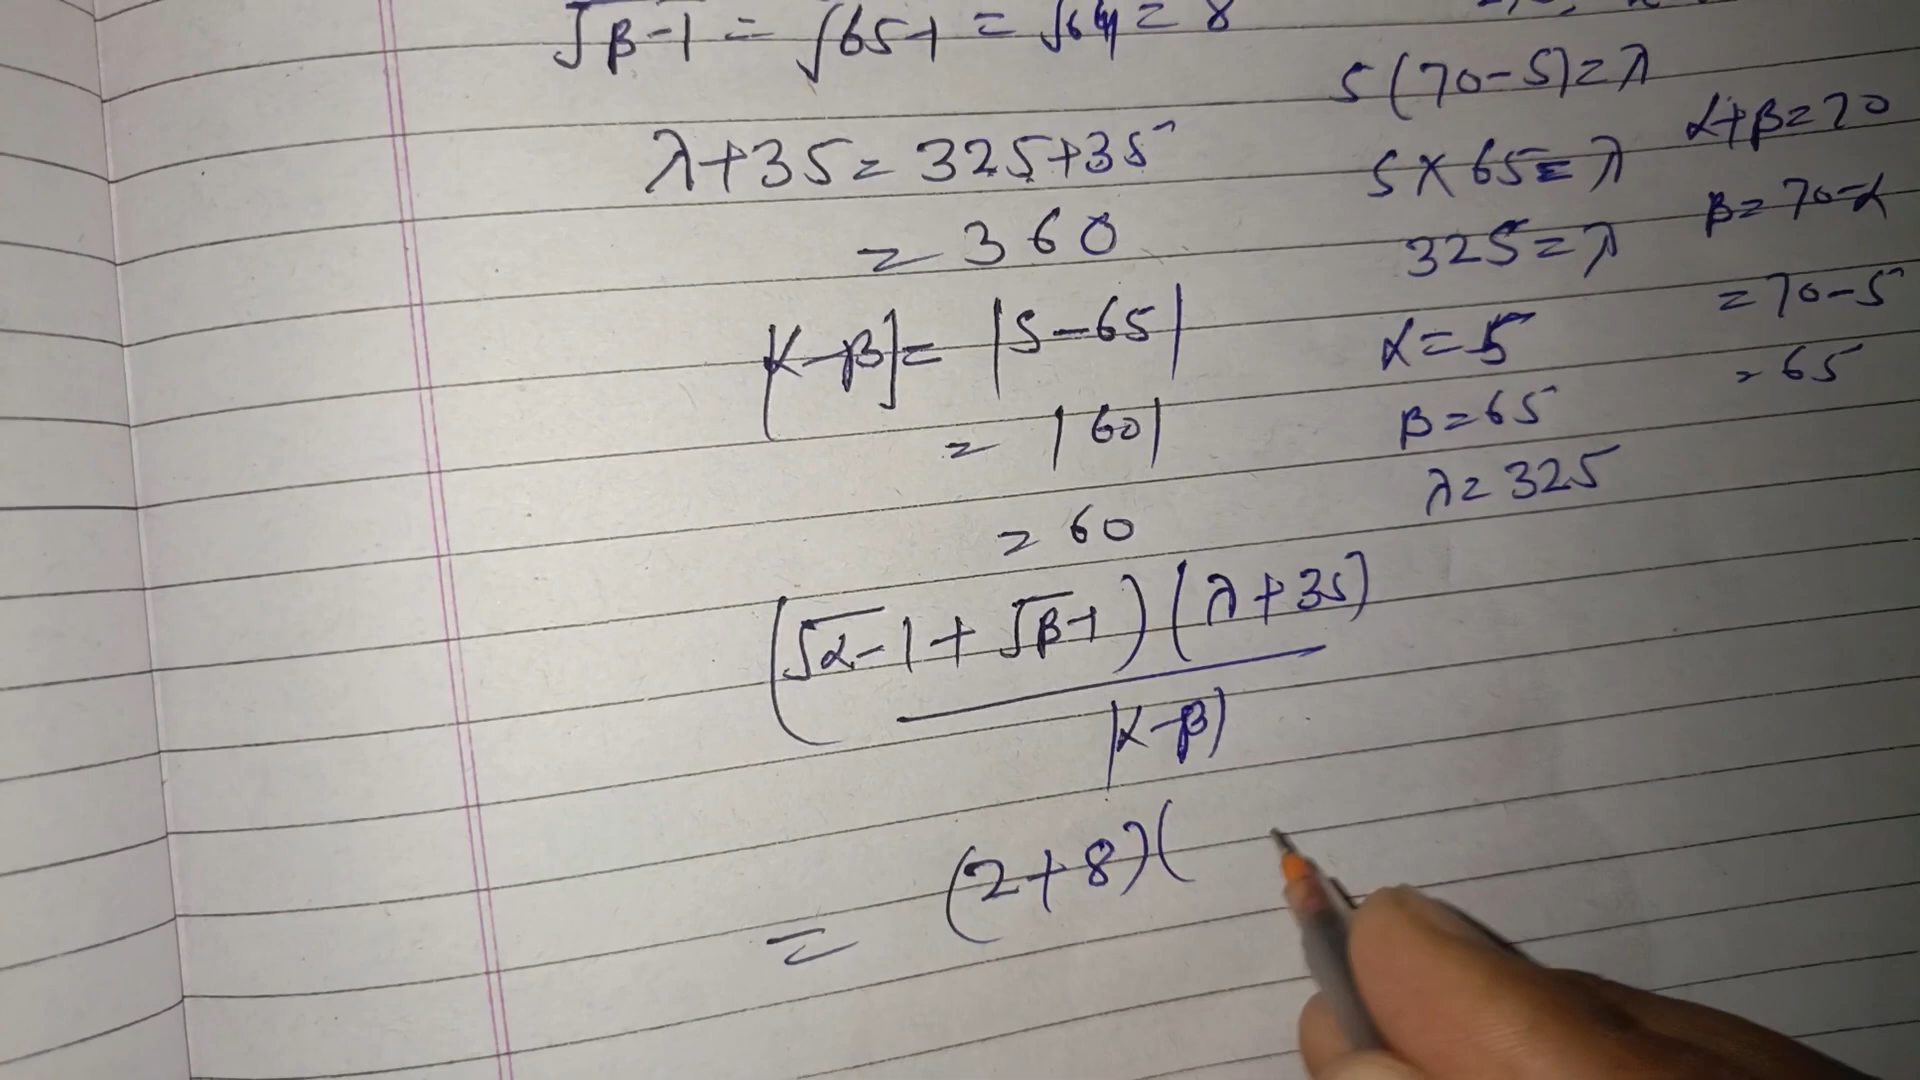 √β-1 = √65-1 = √64 = 8
λ+35 = 325+35
= 360
|α-β| = |5-65|
= |60|
= 60
(√α-1 + √β-1)(λ+35)
|α-β|
= (2+8)(
5(70-5)=λ
5×65=λ
325=λ
α=5
β=65
λ=325
α+β=70
β=70-α
=70-5
=65